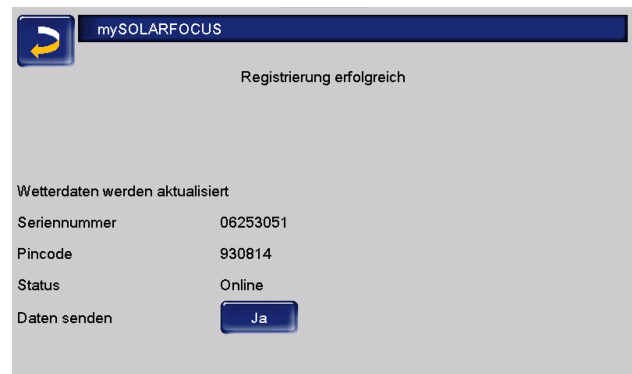 mySOLARFOCUS
Registrierung erfolgreich
Wetterdaten werden aktualisiert
Seriennummer 06253051
Pincode 930814
Status Online
Daten senden Ja